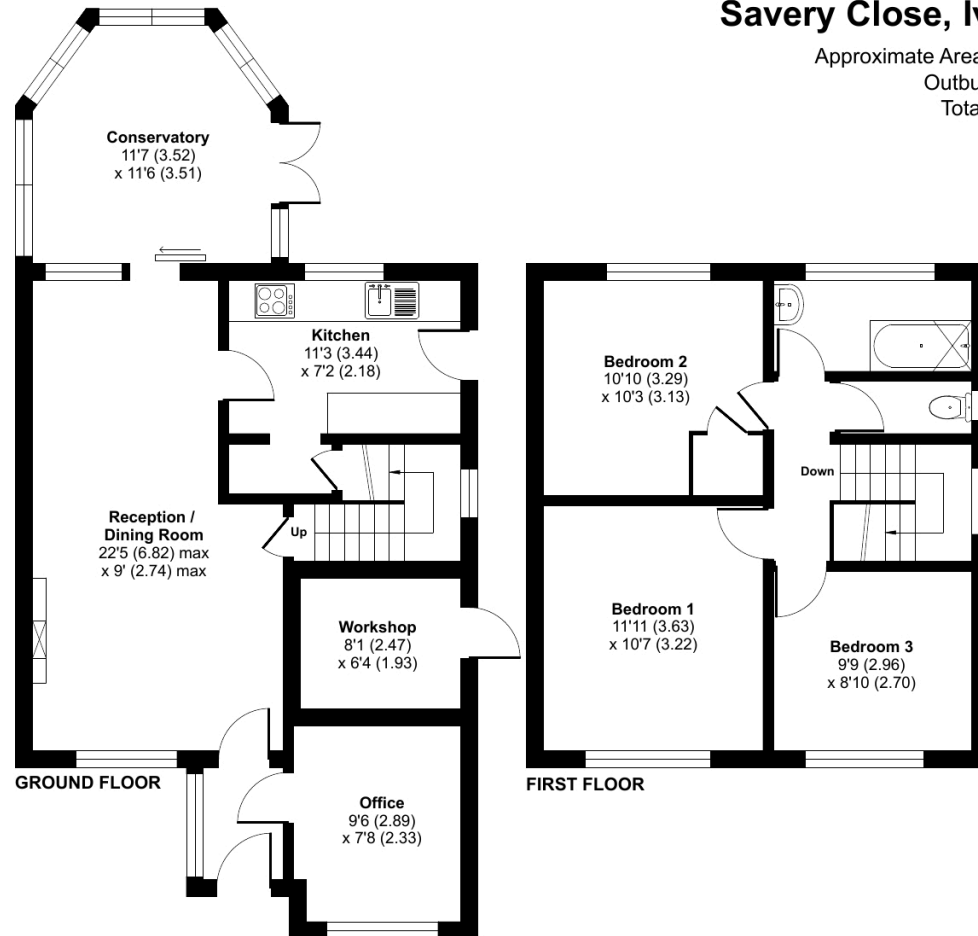 Savery Close,
Approximate Area
Conservatory
11'7 (3.52)
x 11'6 (3.51)
Kitchen
11'3 (3.44)
x 7'2 (2.18)
Reception /
Dining Room
22'5 (6.82) max
x 9' (2.74) max
Up
Workshop
8'1 (2.47)
x 6'4 (1.93)
Office
9'6 (2.89)
x 7'8 (2.33)
GROUND FLOOR
Bedroom 2
10'10 (3.29)
x 10'3 (3.13)
Down
Bedroom 1
11'11 (3.63)
x 10'7 (3.22)
Bedroom 3
9'9 (2.96)
x 8'10 (2.70)
FIRST FLOOR